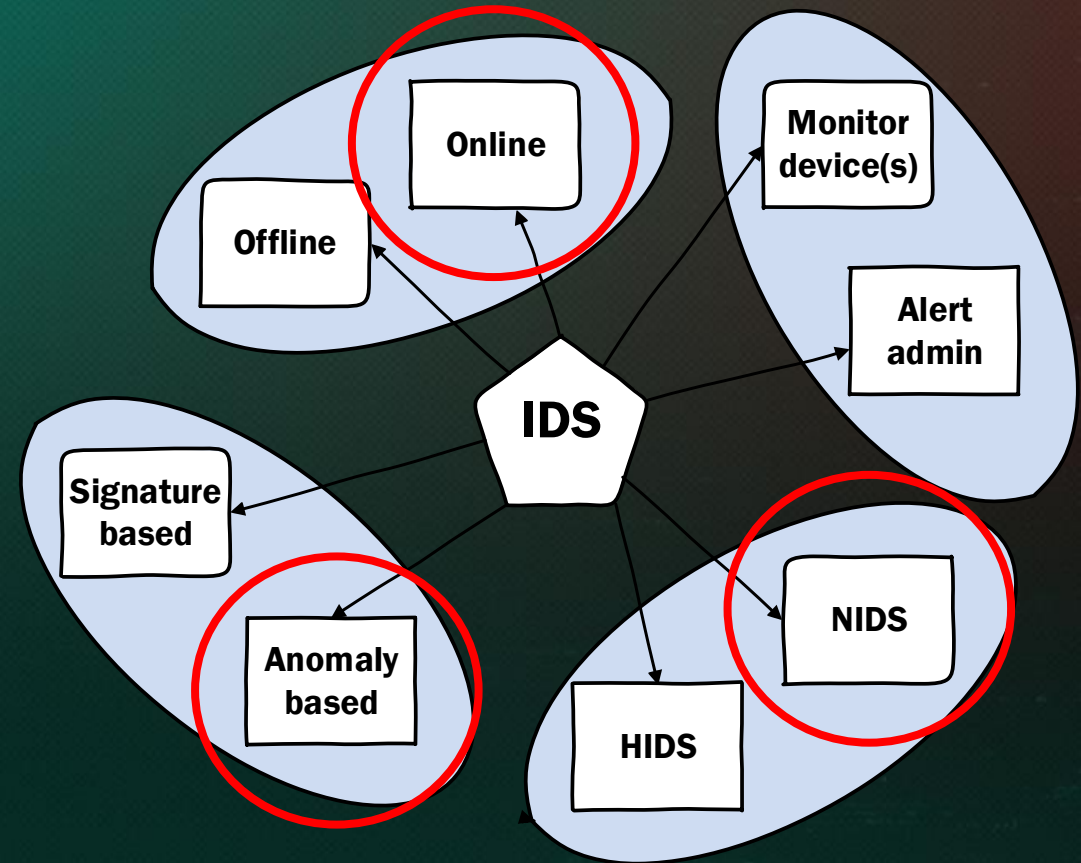 Online
Offline
Monitor
device(s)
Alert
admin
IDS
Signature
based
Anomaly
based
NIDS
HIDS